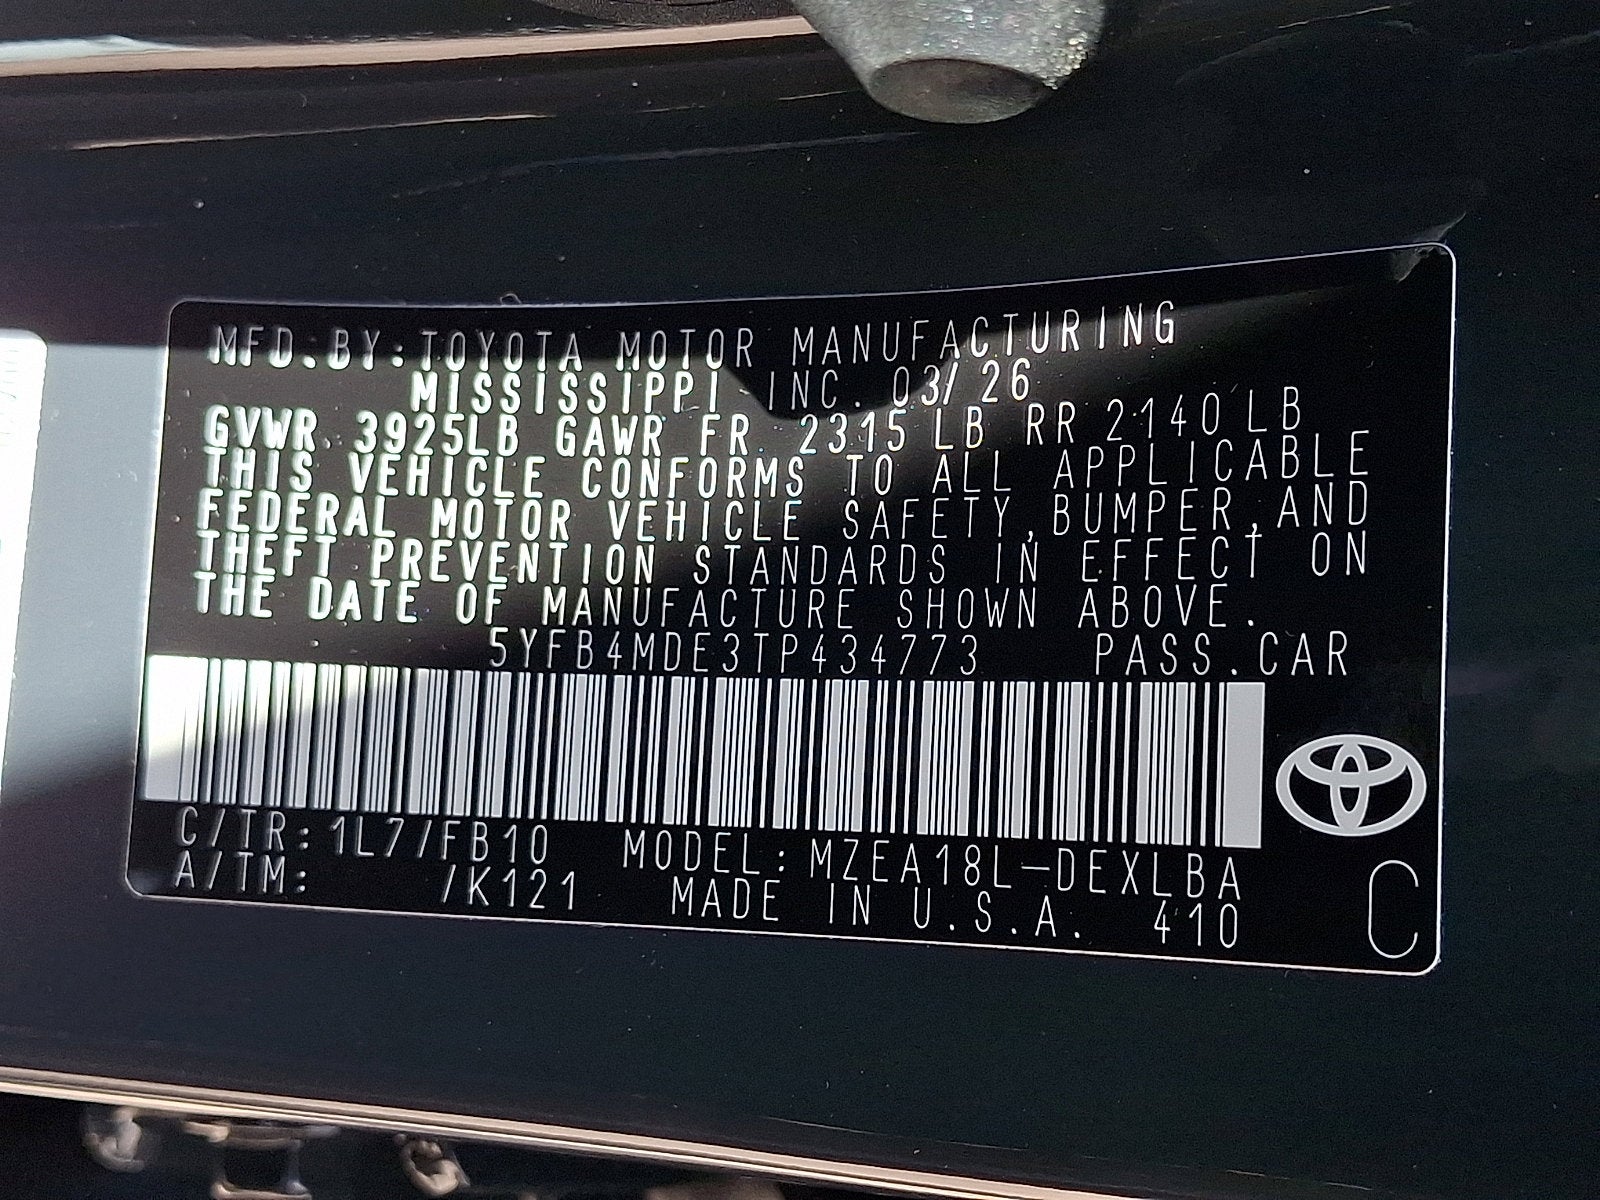 MFD.BY:TOYOTA MOTOR MANUFACTURING
MISSISSIPPI INC. 03/26
GVWR 3925LB GAWR FR. 2315 LB RR 2140 LB
THIS VEHICLE CONFORMS TO ALL APPLICABLE
FEDERAL MOTOR VEHICLE SAFETY,BUMPER,AND
THEFT PREVENTION STANDARDS IN EFFECT ON
THE DATE OF MANUFACTURE SHOWN ABOVE.
5YFB4MDE3TP434773 PASS.CAR
C/TR:1L7/FB10 MODEL:MZEA18L-DEXLBA
A/TM: /K121 MADE IN U.S.A. 410
C